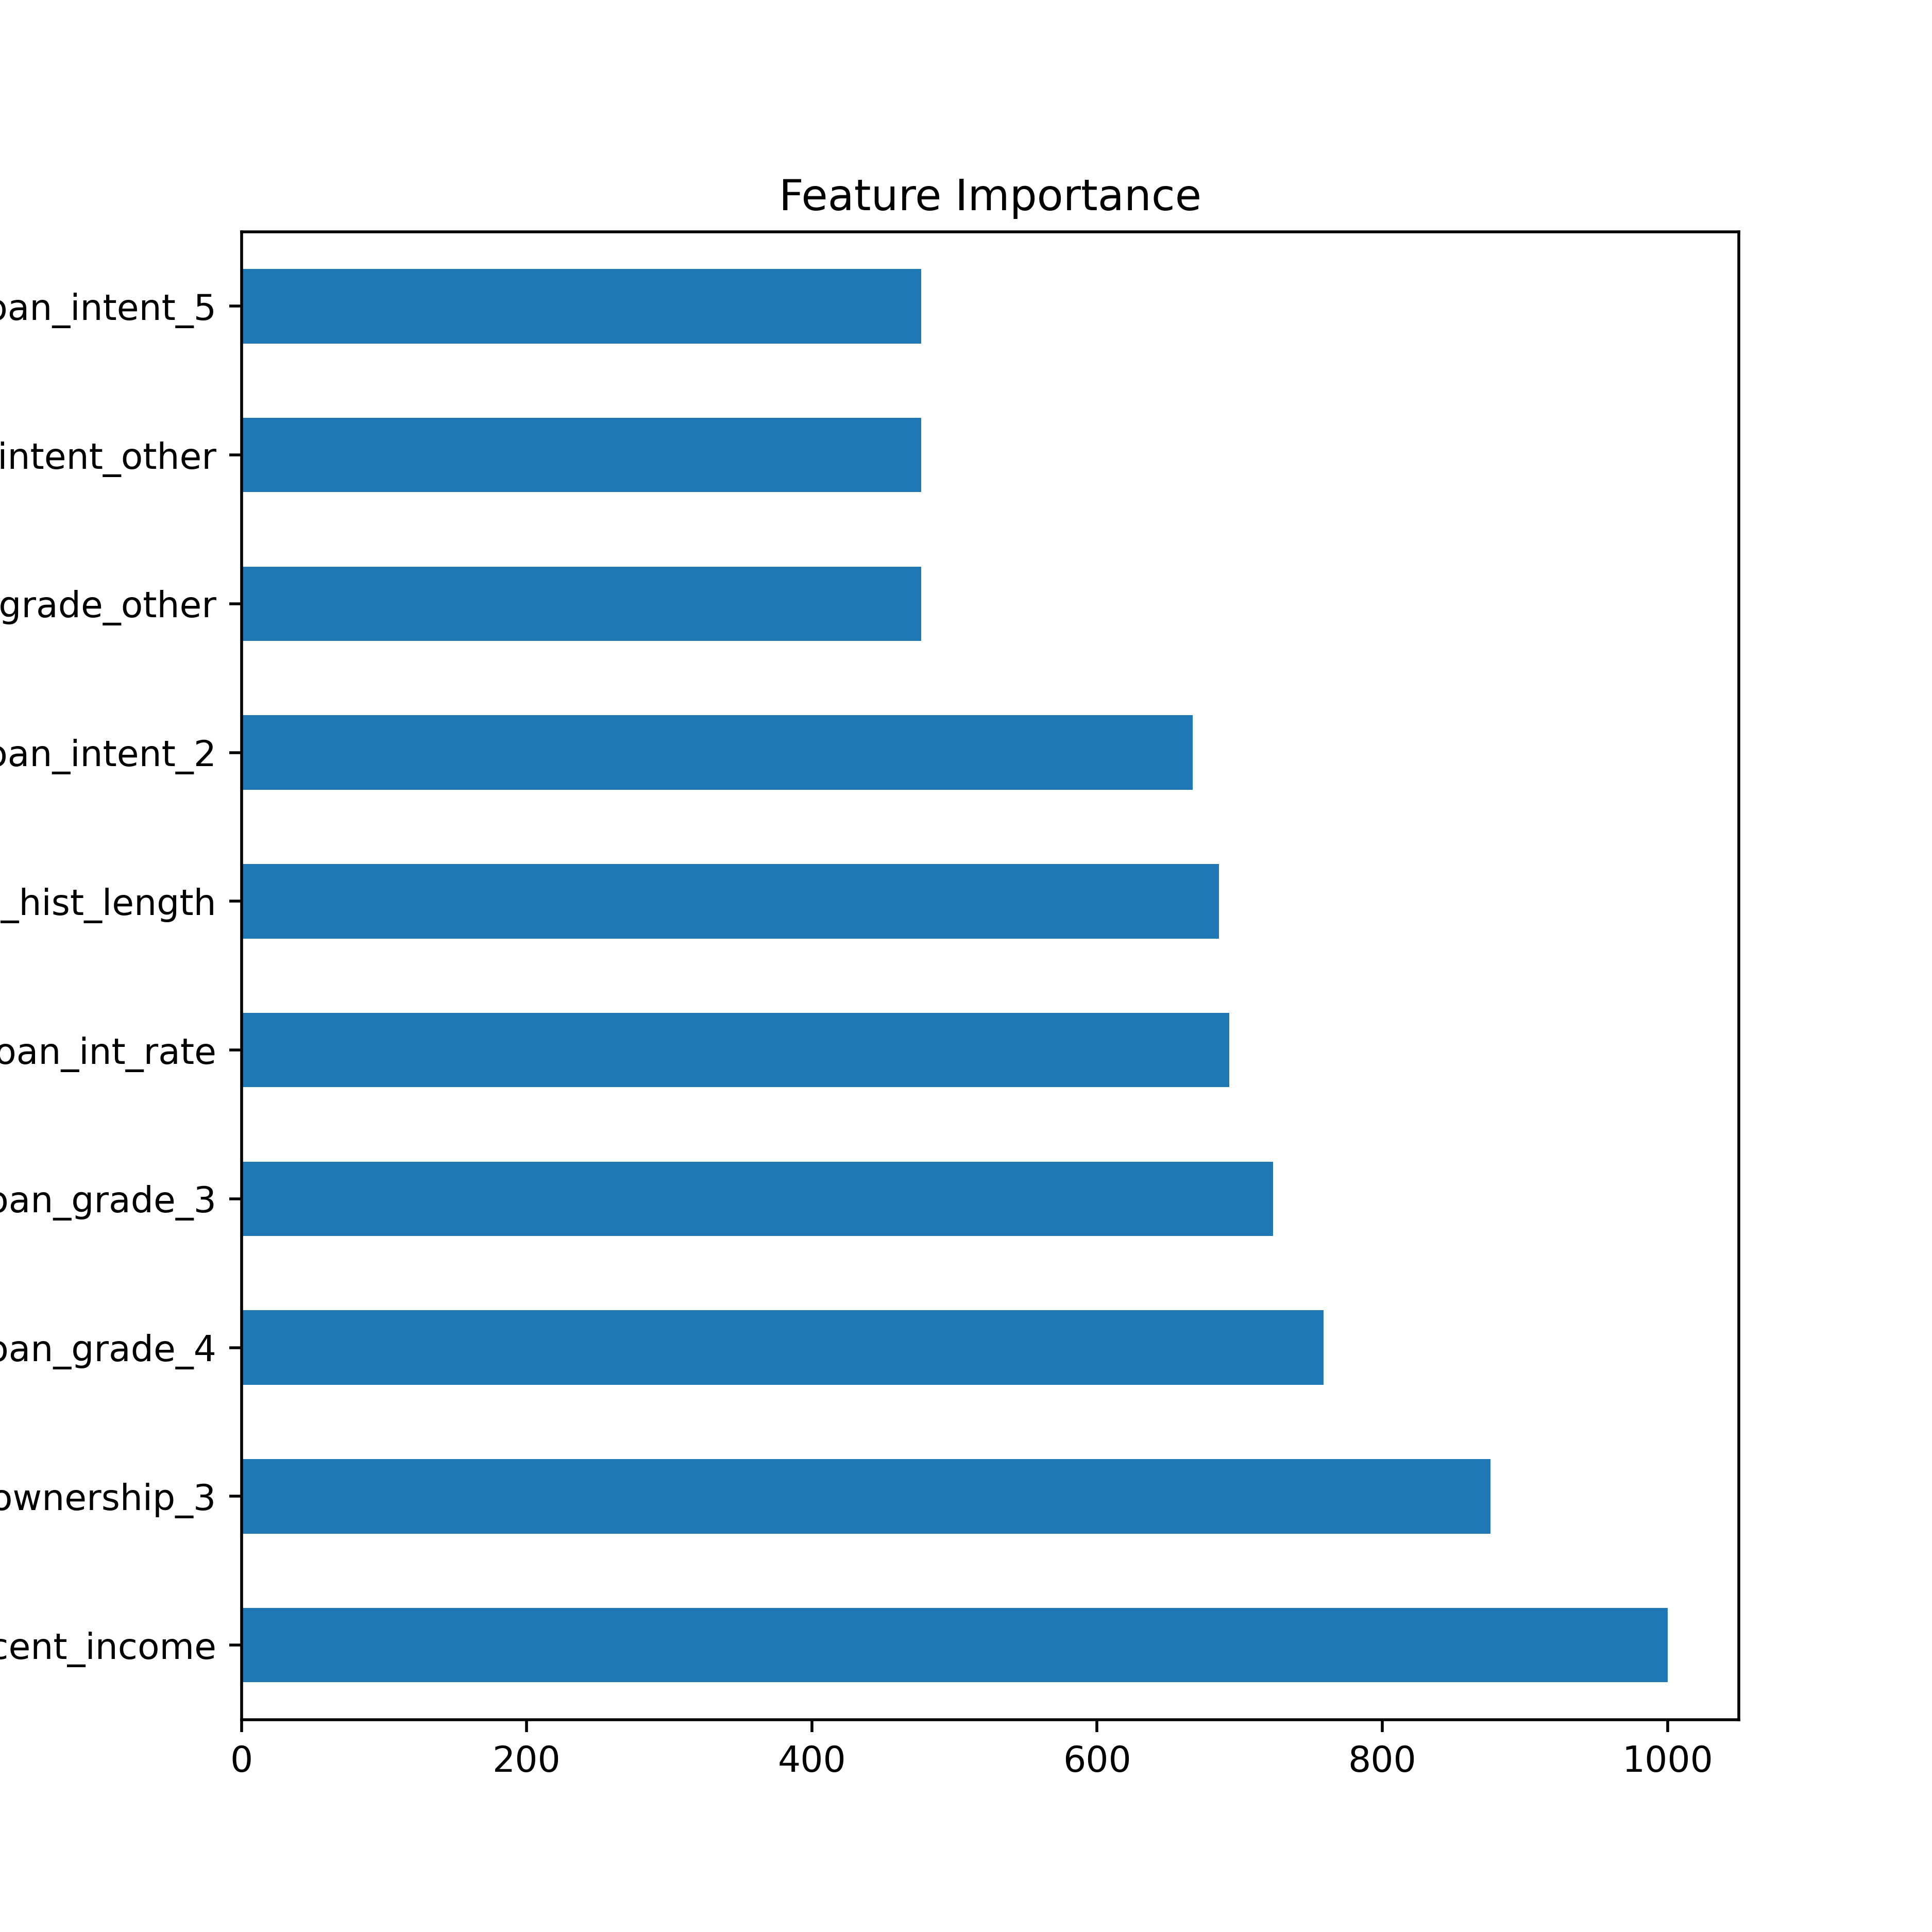 Feature Importance
oan_intent_5
intent_other
grade_other
oan_intent_2
_hist_length
oan_int_rate
oan_grade_3
oan_grade_4
ownership_3
cent_income
0 200 400 600 800 1000